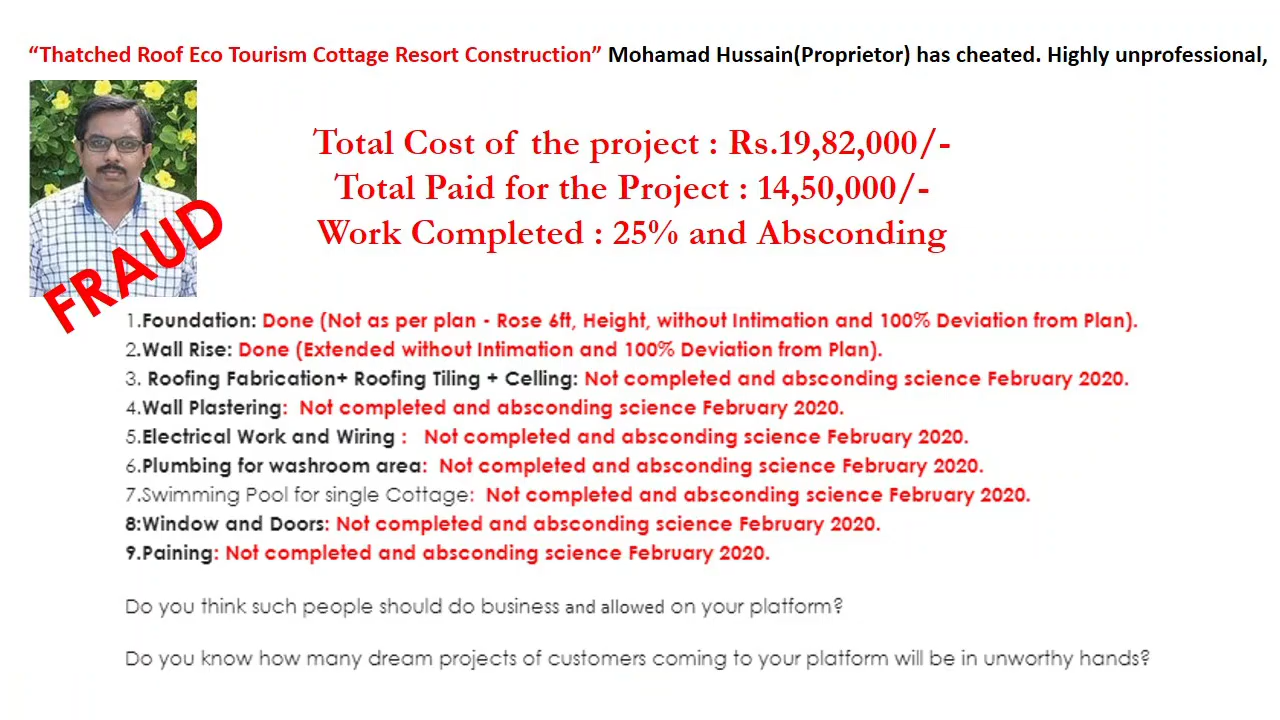 “Thatched Roof Eco Tourism Cottage Resort Construction” Mohamad Hussain(Proprietor) has cheated. Highly unprofessional,
Total Cost of the project : Rs.19,82,000/-
Total Paid for the Project : 14,50,000/-
Work Completed : 25% and Absconding
FRAUD
1.Foundation: Done (Not as per plan - Rose 6ft, Height, without Intimation and 100% Deviation from Plan).
2.Wall Rise: Done (Extended without Intimation and 100% Deviation from Plan).
3. Roofing Fabrication+ Roofing Tiling + Celling: Not completed and absconding science February 2020.
4.Wall Plastering: Not completed and absconding science February 2020.
5.Electrical Work and Wiring : Not completed and absconding science February 2020.
6.Plumbing for washroom area: Not completed and absconding science February 2020.
7.Swimming Pool for single Cottage: Not completed and absconding science February 2020.
8:Window and Doors: Not completed and absconding science February 2020.
9.Paining: Not completed and absconding science February 2020.
Do you think such people should do business and allowed on your platform?
Do you know how many dream projects of customers coming to your platform will be in unworthy hands?